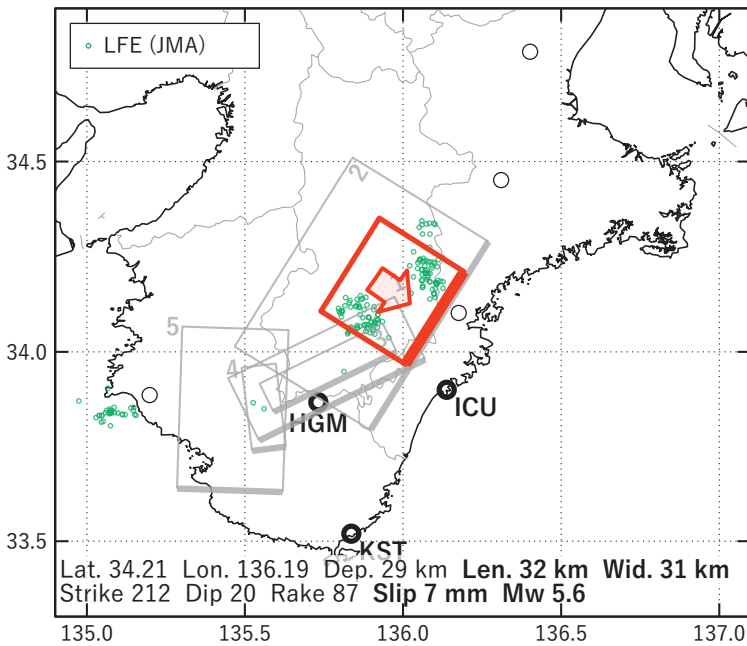 LFE (JMA)
34.5
2
34.0
5
4
3
HGM
ICU
33.5
KST
Lat. 34.21 Lon. 136.19 Dep. 29 km Len. 32 km Wid. 31 km
Strike 212 Dip 20 Rake 87 Slip 7 mm Mw 5.6
135.0 135.5 136.0 136.5 137.0